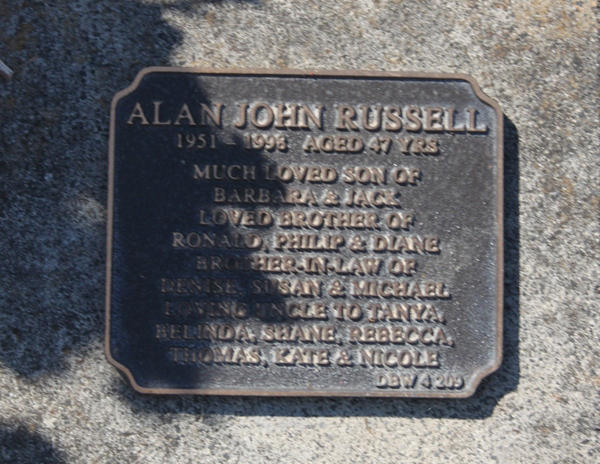 ALAN JOHN RUSSELL
1951 - 1998 AGED 47 YRS
MUCH LOVED SON OF
BARBARA & JACK
LOVED BROTHER OF
RONALD, PHILIP & DIANE
BROTHER-IN-LAW OF
DENISE, SUSAN & MICHAEL
LOVING UNCLE TO TANYA,
BELINDA, SHANE, REBECCA,
THOMAS, KATE & NICOLE
DBW 4 209